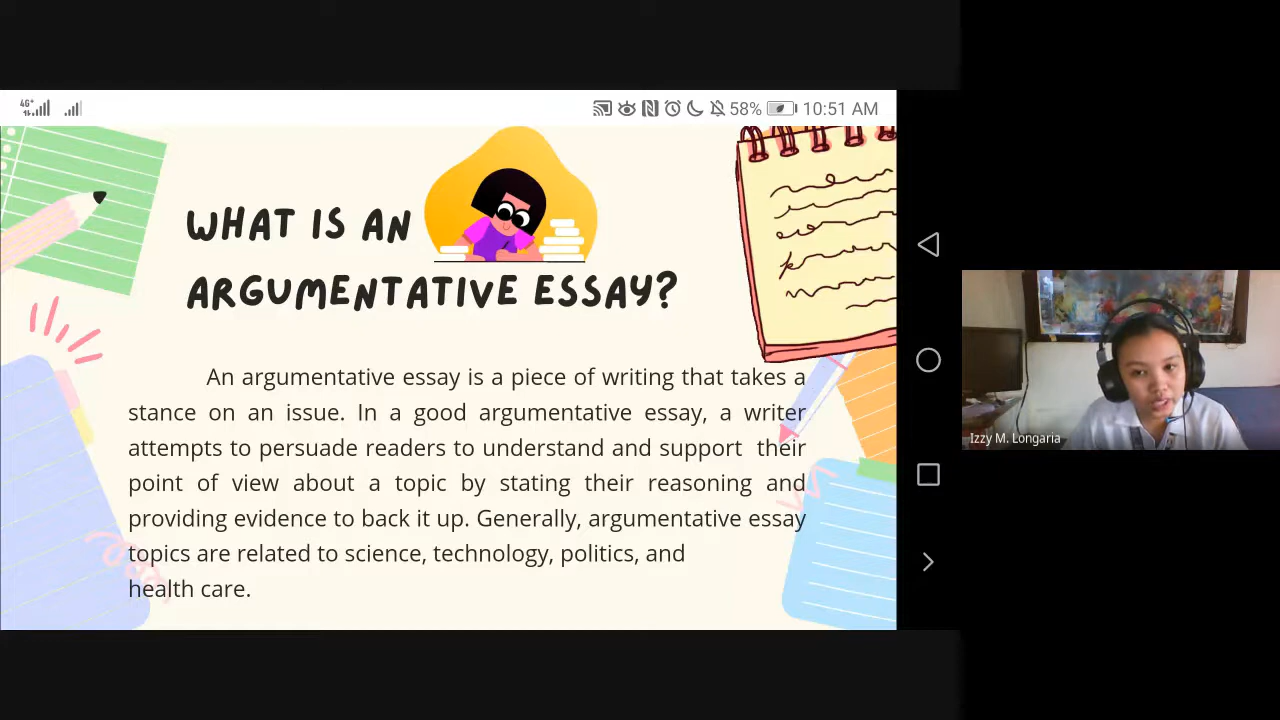 4G+
58%
10:51 AM
WHAT IS AN
ARGUMENTATIVE ESSAY?
An argumentative essay is a piece of writing that takes a
stance on an issue. In a good argumentative essay, a writer
attempts to persuade readers to understand and support their
point of view about a topic by stating their reasoning and
providing evidence to back it up. Generally, argumentative essay
topics are related to science, technology, politics, and
health care.
Izzy M. Longaria